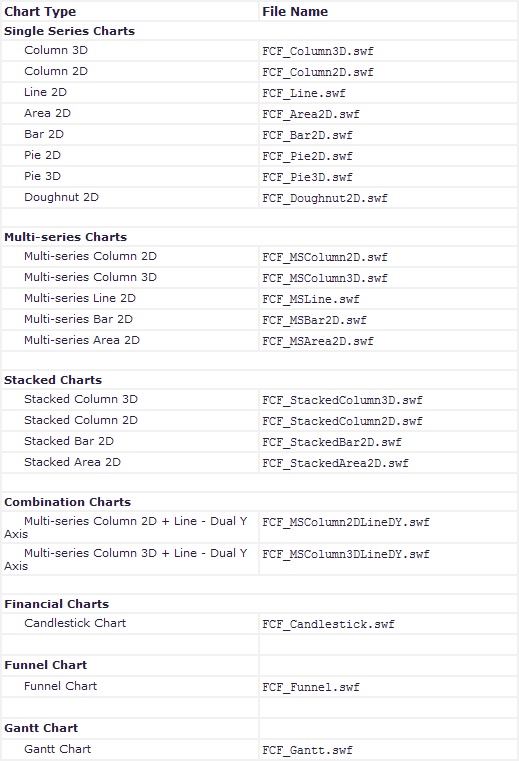 Chart Type File Name
Single Series Charts
Column 3D FCF_Column3D.swf
Column 2D FCF_Column2D.swf
Line 2D FCF_Line.swf
Area 2D FCF_Area2D.swf
Bar 2D FCF_Bar2D.swf
Pie 2D FCF_Pie2D.swf
Pie 3D FCF_Pie3D.swf
Doughnut 2D FCF_Doughnut2D.swf
Multi-series Charts
Multi-series Column 2D FCF_MSColumn2D.swf
Multi-series Column 3D FCF_MSColumn3D.swf
Multi-series Line 2D FCF_MSLine.swf
Multi-series Bar 2D FCF_MSBar2D.swf
Multi-series Area 2D FCF_MSArea2D.swf
Stacked Charts
Stacked Column 3D FCF_StackedColumn3D.swf
Stacked Column 2D FCF_StackedColumn2D.swf
Stacked Bar 2D FCF_StackedBar2D.swf
Stacked Area 2D FCF_StackedArea2D.swf
Combination Charts
Multi-series Column 2D + Line - Dual Y FCF_MSColumn2DLineDY.swf
Axis
Multi-series Column 3D + Line - Dual Y FCF_MSColumn3DLineDY.swf
Axis
Financial Charts
Candlestick Chart FCF_Candlestick.swf
Funnel Chart
Funnel Chart FCF_Funnel.swf
Gantt Chart
Gantt Chart FCF_Gantt.swf